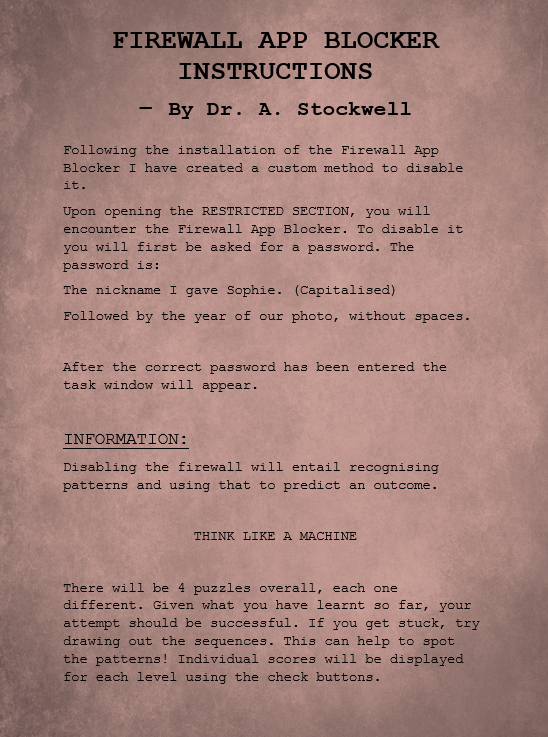 FIREWALL APP BLOCKER
INSTRUCTIONS
– By Dr. A. Stockwell
Following the installation of the Firewall App
Blocker I have created a custom method to disable
it.
Upon opening the RESTRICTED SECTION, you will
encounter the Firewall App Blocker. To disable it
you will first be asked for a password. The
password is:
The nickname I gave Sophie. (Capitalised)
Followed by the year of our photo, without spaces.
After the correct password has been entered the
task window will appear.
INFORMATION:
Disabling the firewall will entail recognising
patterns and using that to predict an outcome.
THINK LIKE A MACHINE
There will be 4 puzzles overall, each one
different. Given what you have learnt so far, your
attempt should be successful. If you get stuck, try
drawing out the sequences. This can help to spot
the patterns! Individual scores will be displayed
for each level using the check buttons.